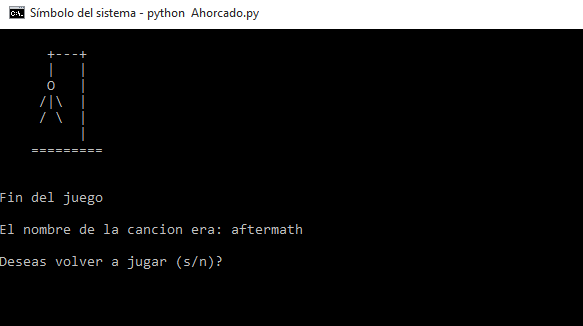 Símbolo del sistema - python Ahorcado.py
+---+
|   |
O   |
/|\  |
/ \  |
|
=========
Fin del juego
El nombre de la cancion era: aftermath
Deseas volver a jugar (s/n)?